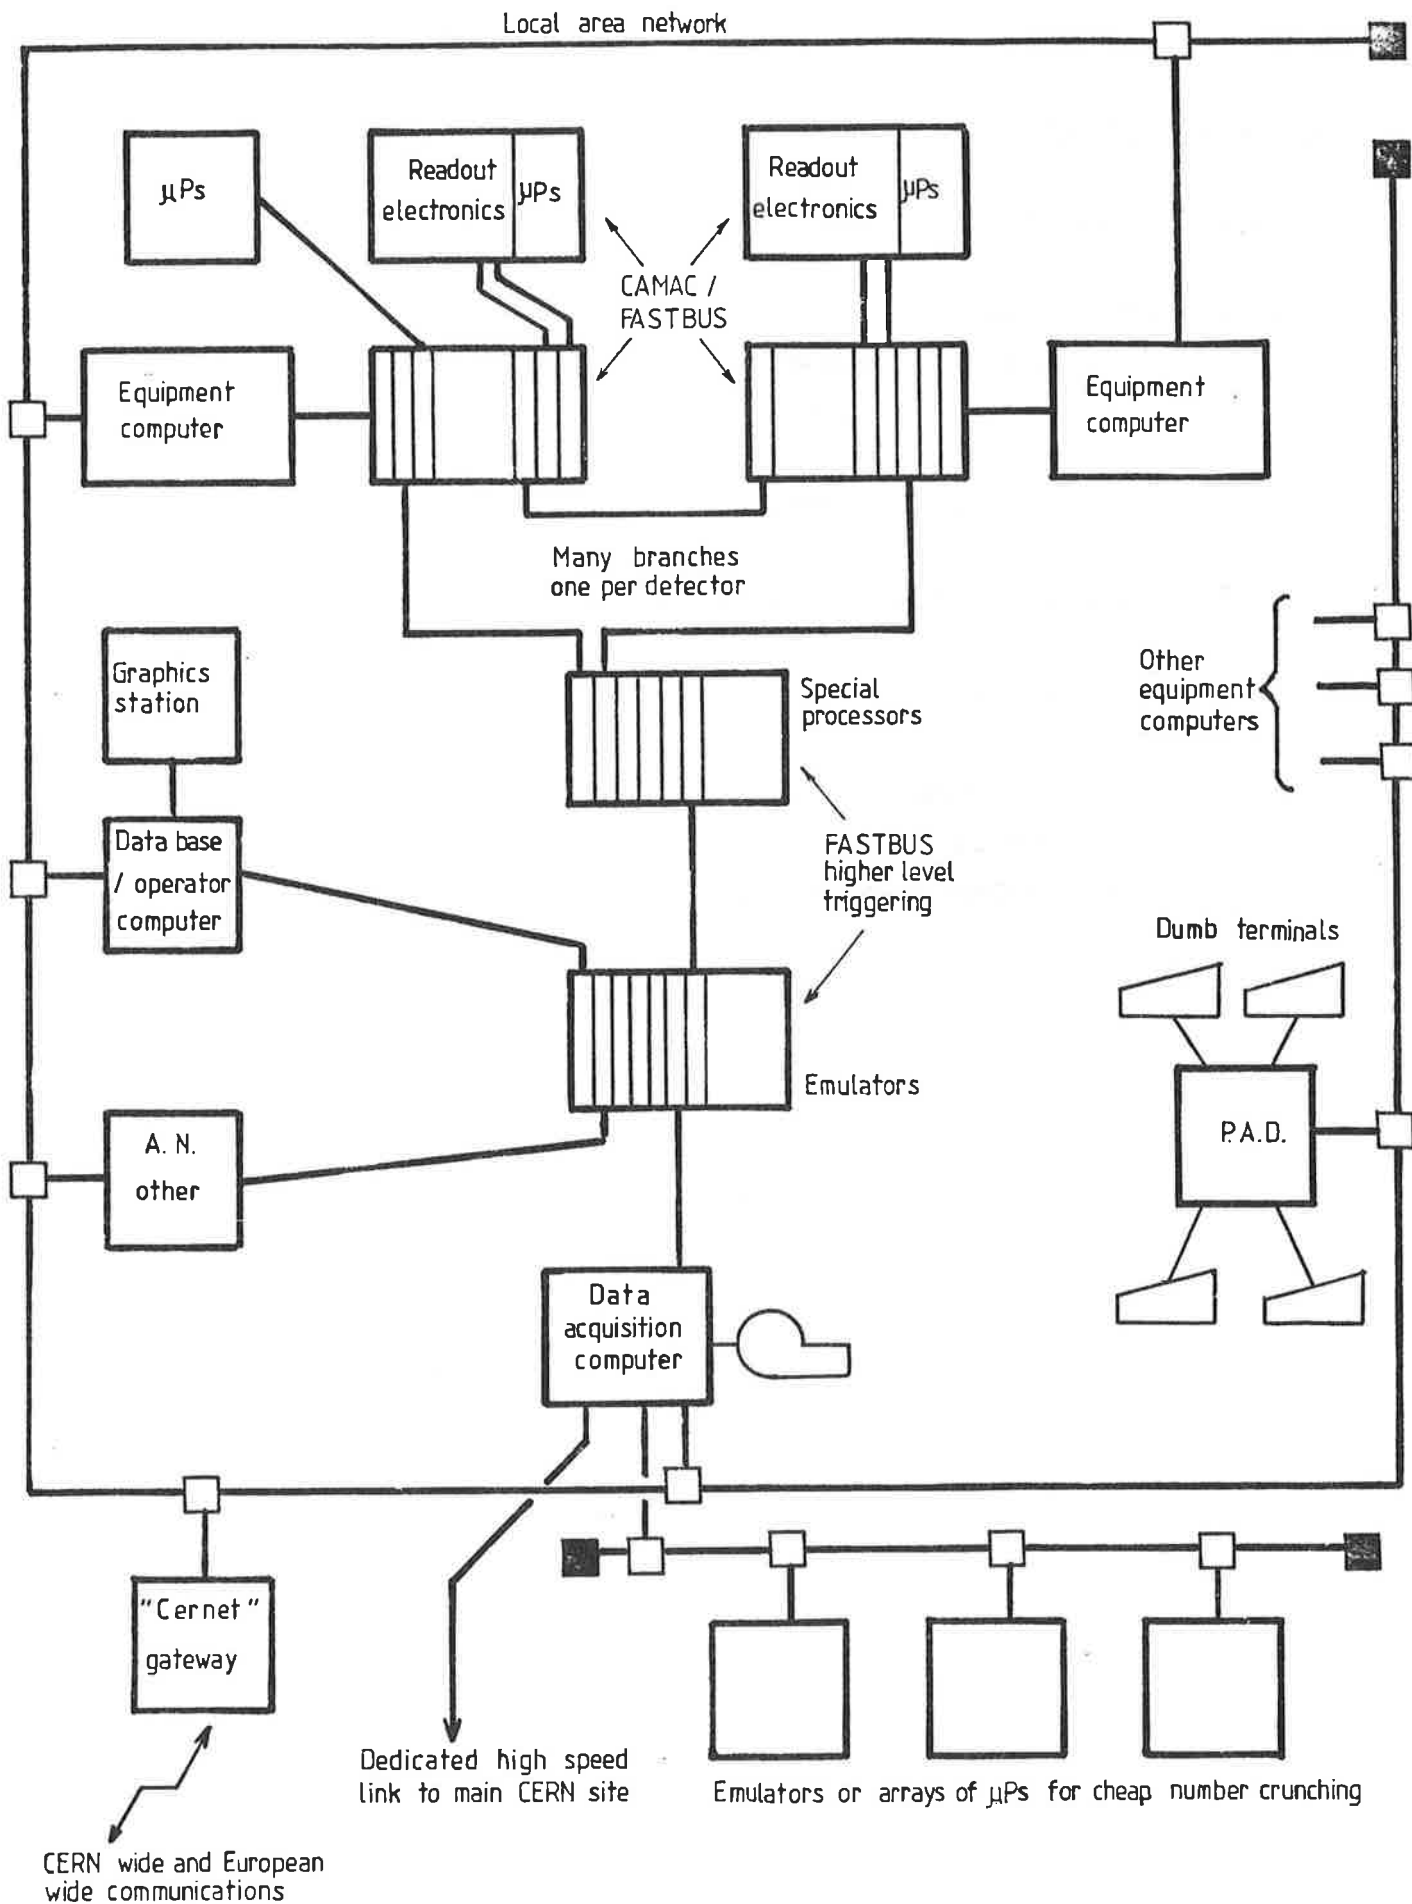 Local area network
μPs
Readout
electronics
μPs
Readout
electronics
μPs
CAMAC /
FASTBUS
Equipment
computer
Equipment
computer
Many branches
one per detector
Graphics
station
Special
processors
Other
equipment
computers
Data base
/ operator
computer
FASTBUS
higher level
triggering
Dumb terminals
Emulators
P.A.D.
A. N.
other
Data
acquisition
computer
"Cernet"
gateway
Dedicated high speed
link to main CERN site
Emulators or arrays of μPs for cheap number crunching
CERN wide and European
wide communications